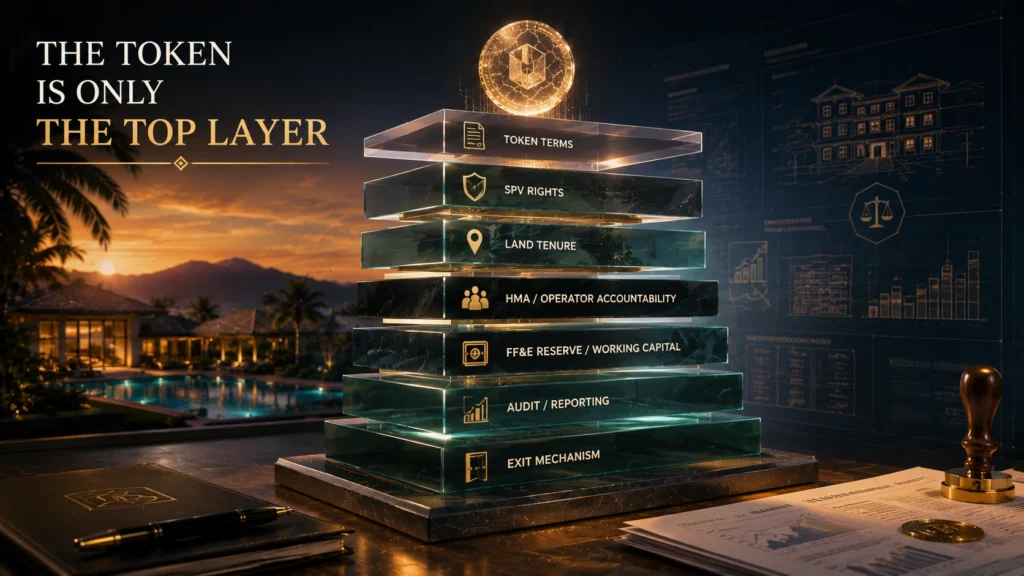 THE TOKEN
IS ONLY
THE TOP LAYER
TOKEN TERMS
SPV RIGHTS
LAND TENURE
HMA / OPERATOR ACCOUNTABILITY
FF&E RESERVE / WORKING CAPITAL
AUDIT / REPORTING
EXIT MECHANISM